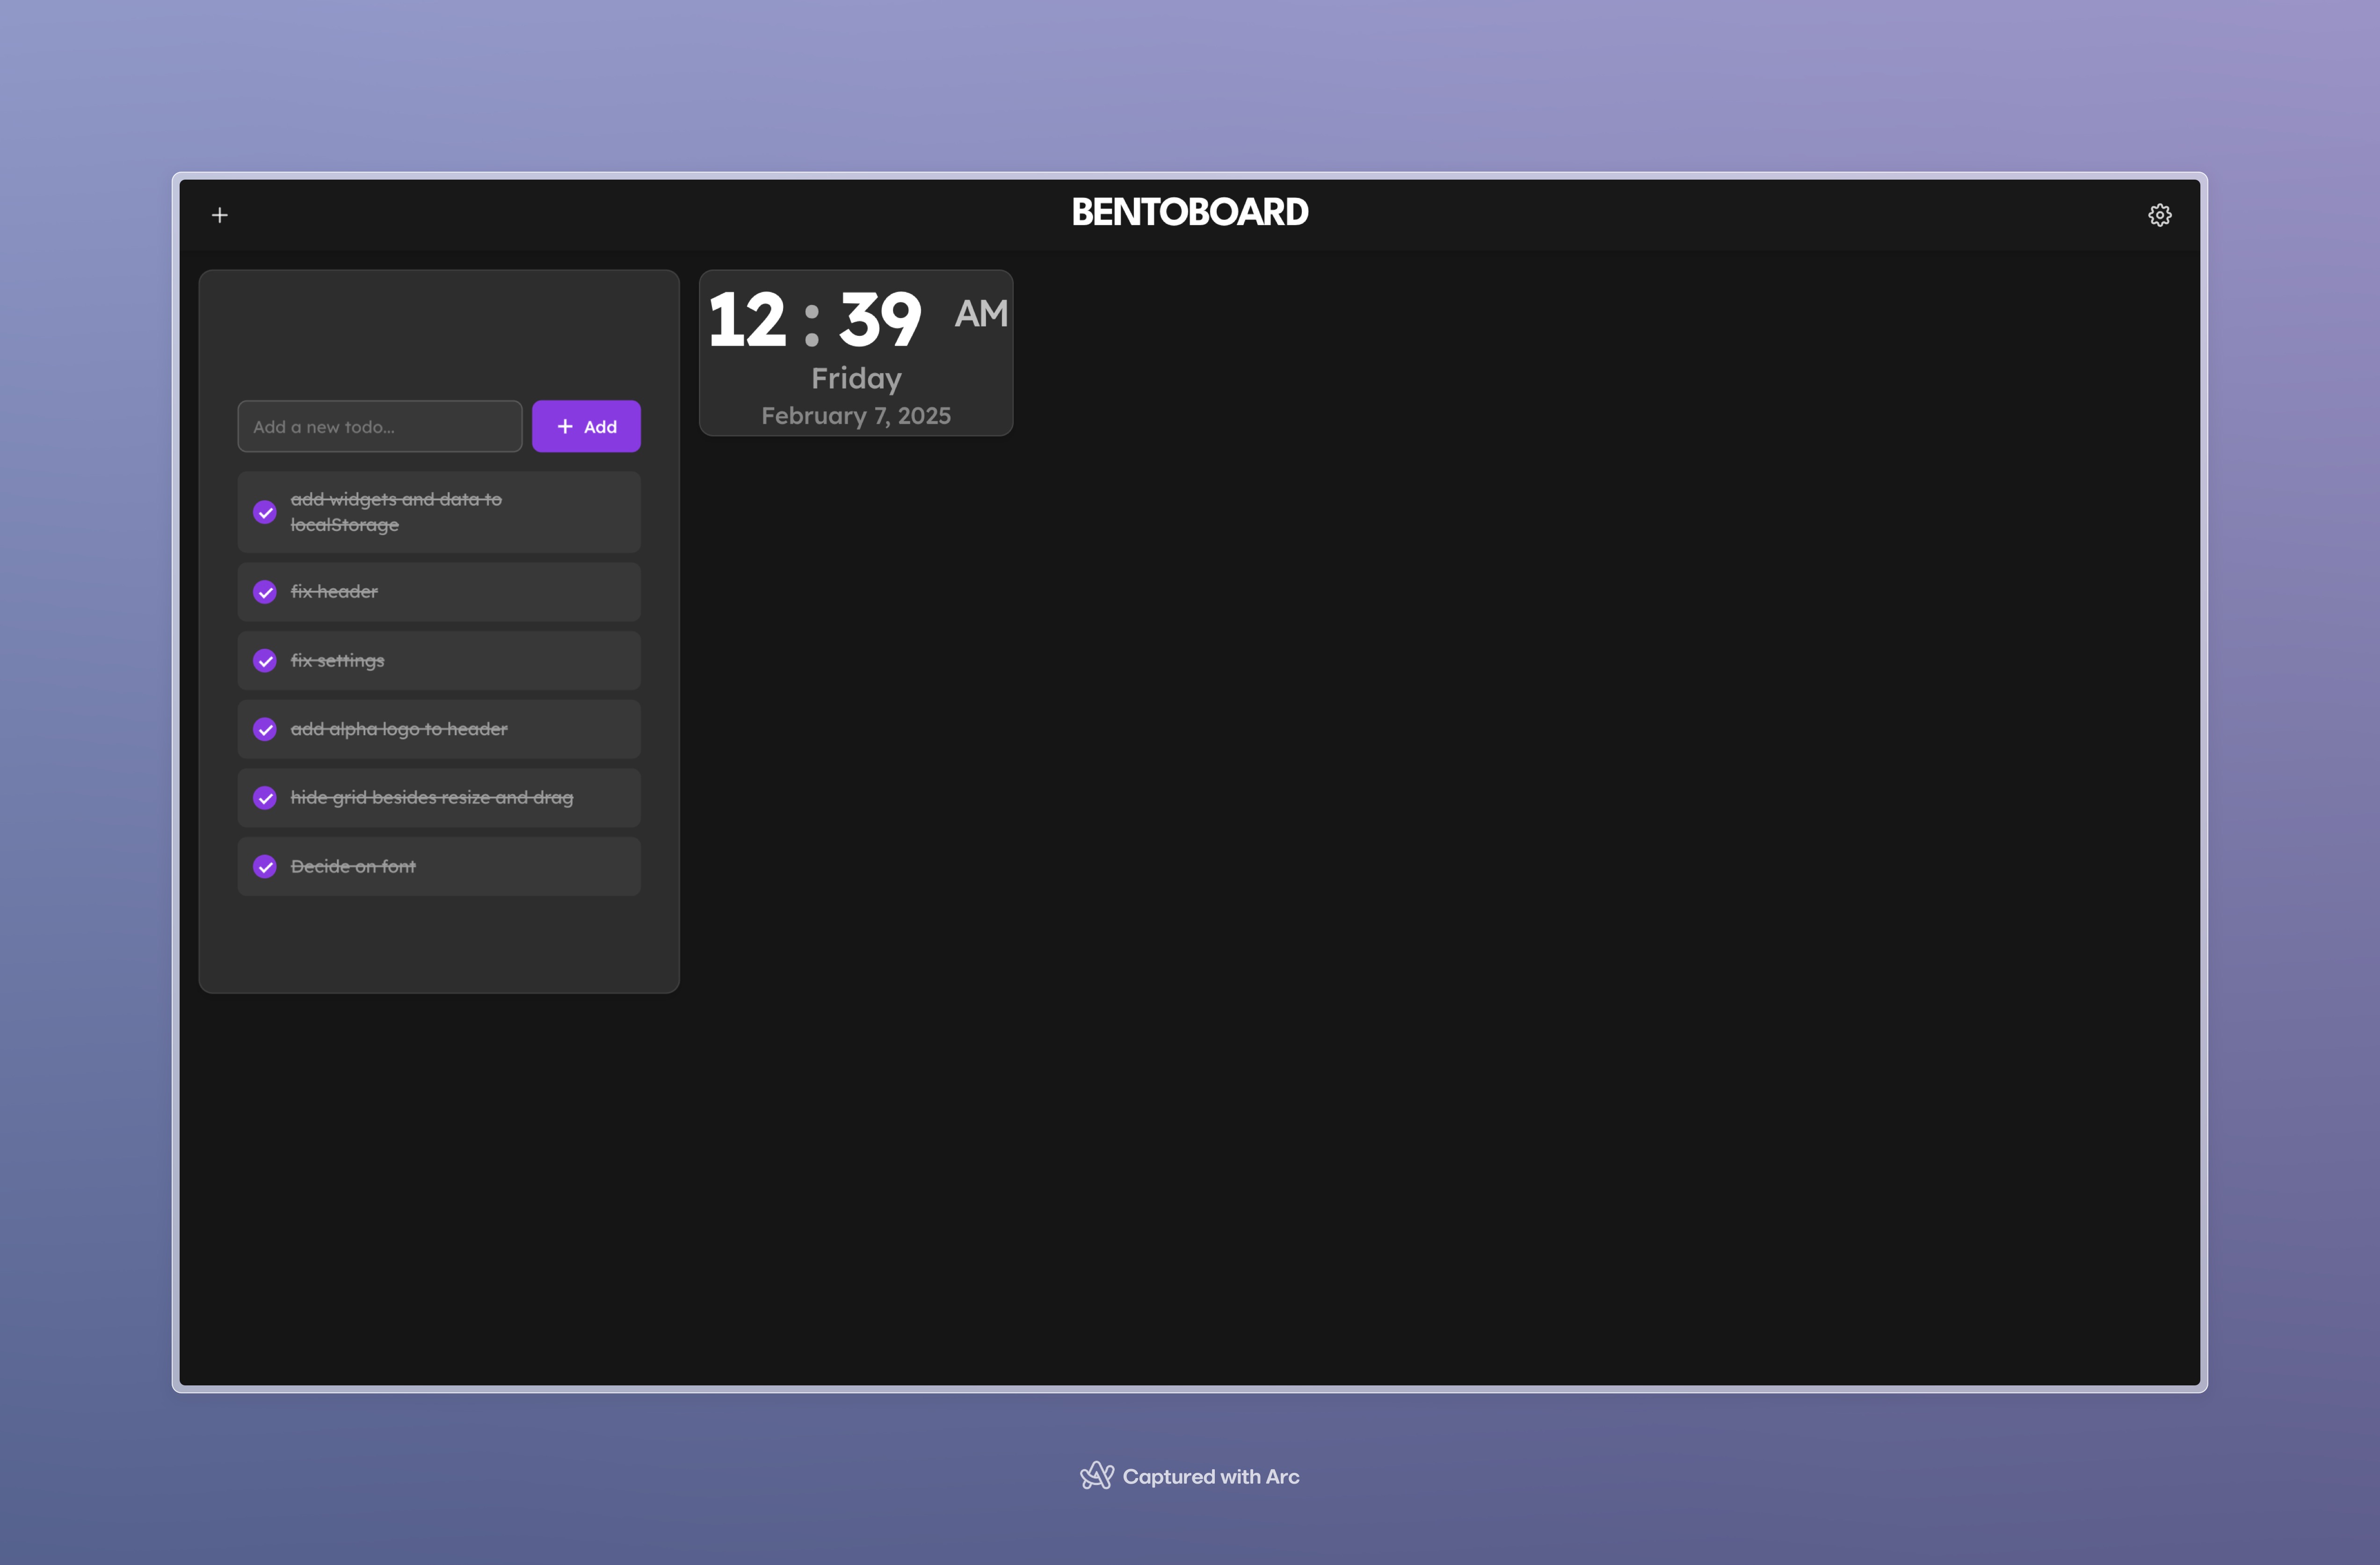 BENTOBOARD
Add a new todo...
Add
add widgets and data to
localStorage
fix header
fix settings
add alpha logo to header
hide grid besides resize and drag
Decide on font
12 : 39 AM
Friday
February 7, 2025
Captured with Arc